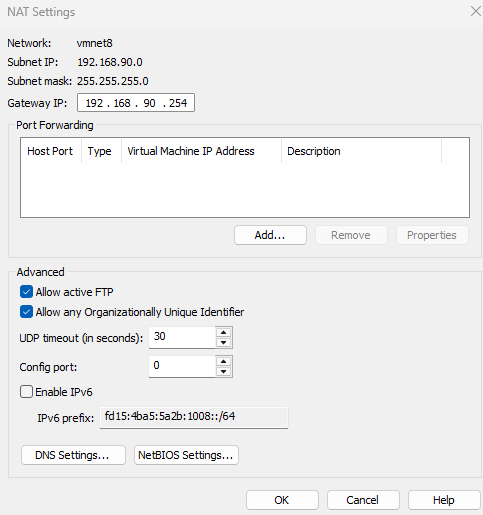 NAT Settings
Network: vmnet8
Subnet IP: 192.168.90.0
Subnet mask: 255.255.255.0
Gateway IP: 192 . 168 . 90 . 254
Port Forwarding
Host Port Type Virtual Machine IP Address Description
Add... Remove Properties
Advanced
Allow active FTP
Allow any Organizationally Unique Identifier
UDP timeout (in seconds): 30
Config port: 0
Enable IPv6
IPv6 prefix: fd15:4ba5:5a2b:1008::/64
DNS Settings... NetBIOS Settings...
OK Cancel Help